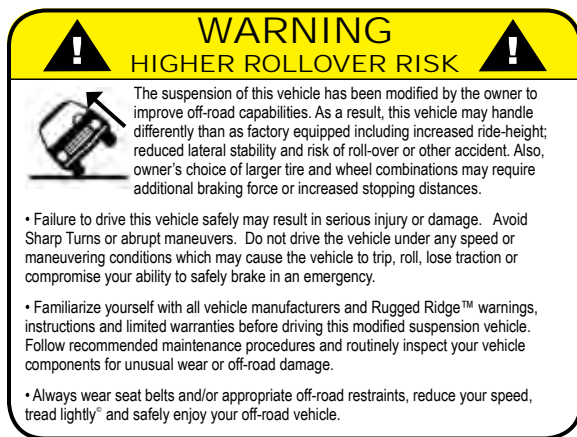 WARNING
HIGHER ROLLOVER RISK
The suspension of this vehicle has been modified by the owner to
improve off-road capabilities. As a result, this vehicle may handle
differently than as factory equipped including increased ride-height;
reduced lateral stability and risk of roll-over or other accident. Also,
owner's choice of larger tire and wheel combinations may require
additional braking force or increased stopping distances.
• Failure to drive this vehicle safely may result in serious injury or damage. Avoid
Sharp Turns or abrupt maneuvers. Do not drive the vehicle under any speed or
maneuvering conditions which may cause the vehicle to trip, roll, lose traction or
compromise your ability to safely brake in an emergency.
• Familiarize yourself with all vehicle manufacturers and Rugged Ridge™ warnings,
instructions and limited warranties before driving this modified suspension vehicle.
Follow recommended maintenance procedures and routinely inspect your vehicle
components for unusual wear or off-road damage.
• Always wear seat belts and/or appropriate off-road restraints, reduce your speed,
tread lightly© and safely enjoy your off-road vehicle.